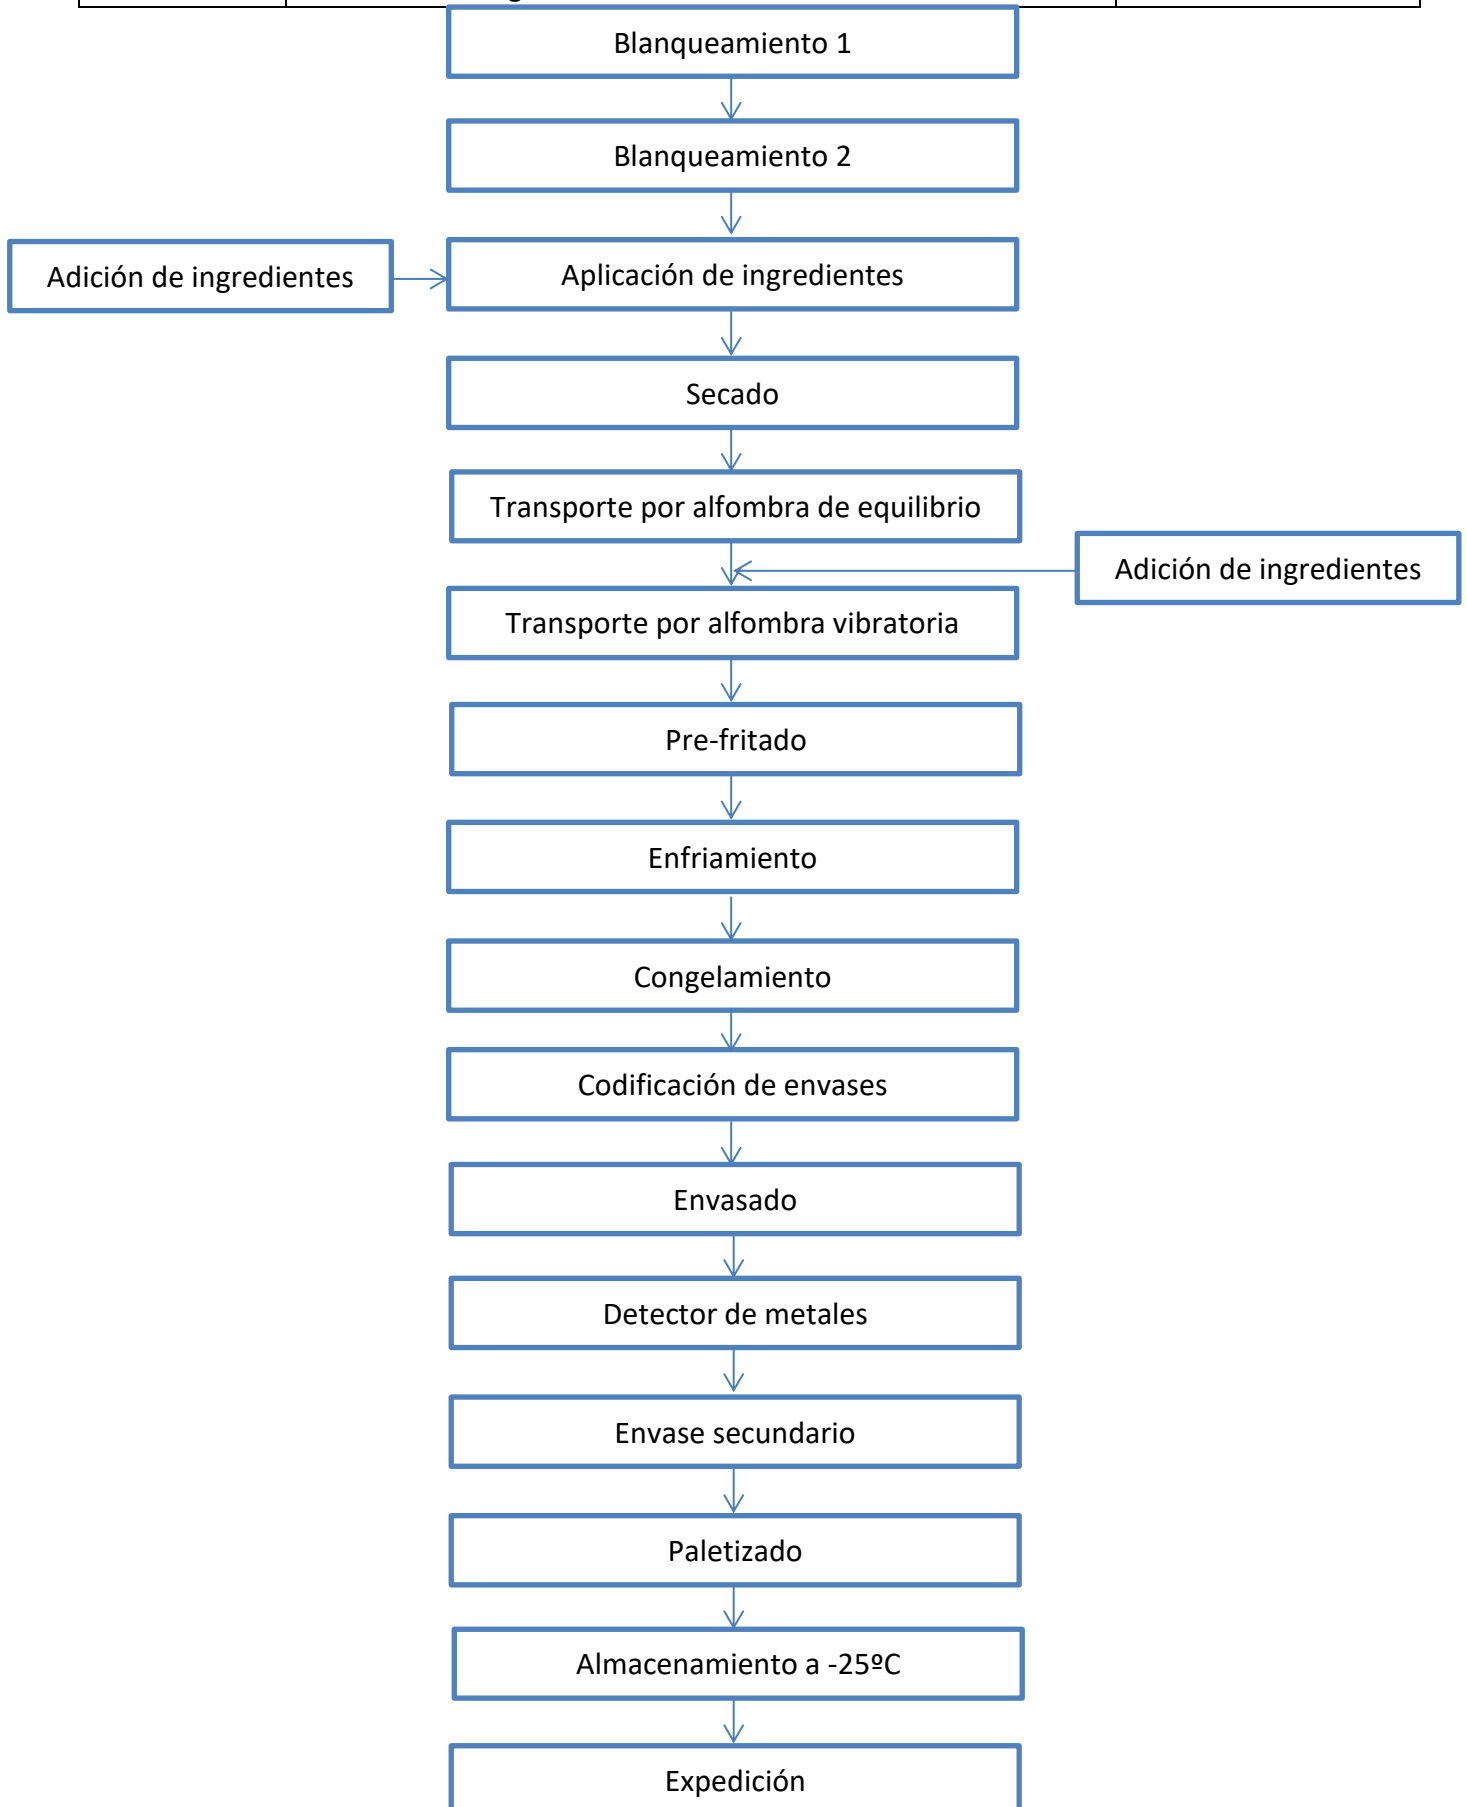 Blanqueamiento 1
Blanqueamiento 2
Adición de ingredientes
Aplicación de ingredientes
Secado
Transporte por alfombra de equilibrio
Adición de ingredientes
Transporte por alfombra vibratoria
Pre-fritado
Enfriamiento
Congelamiento
Codificación de envases
Envasado
Detector de metales
Envase secundario
Paletizado
Almacenamiento a -25ºC
Expedición